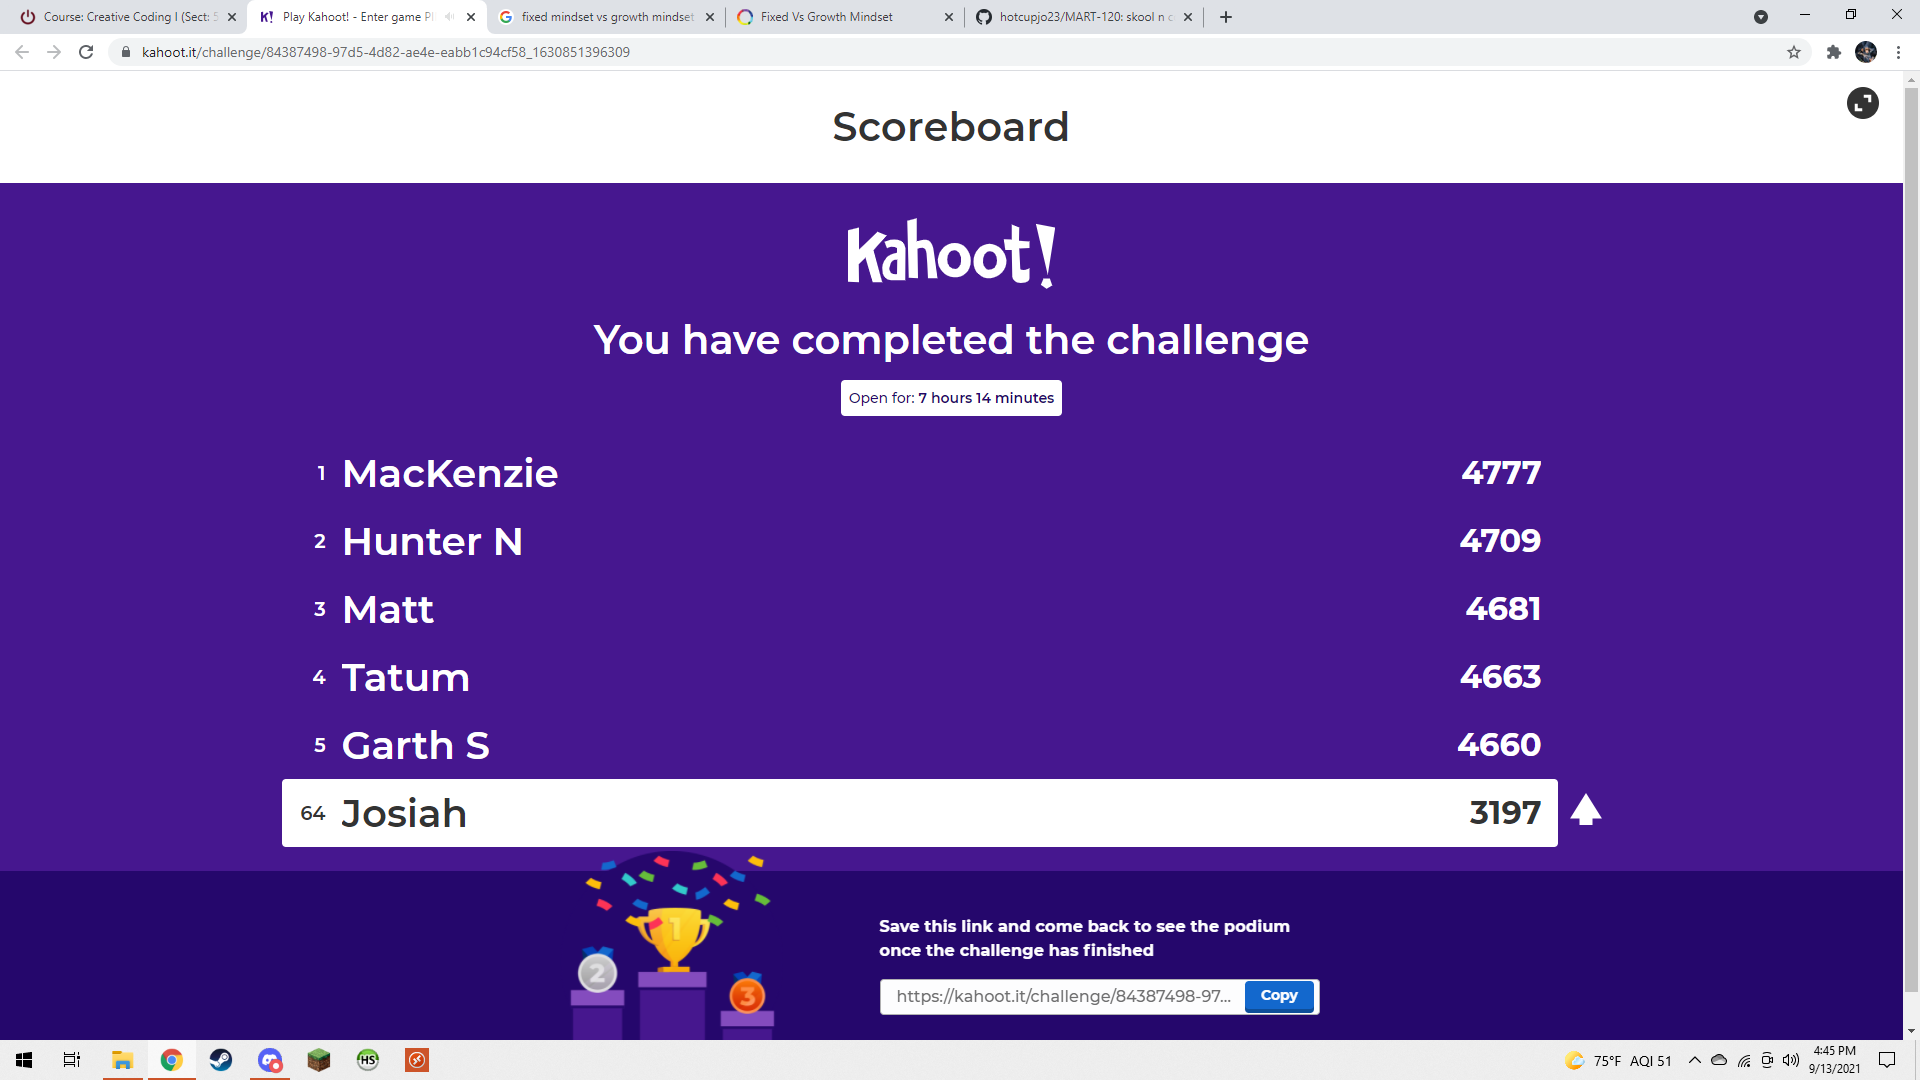 Course: Creative Coding I (Sect: 5
Play Kahoot! - Enter game P
fixed mindset vs growth mindset
Fixed Vs Growth Mindset
hotcupjo23/MART-120: skool n c
kahoot.it/challenge/84387498-97d5-4d82-ae4e-eabb1c94cf58_1630851396309
Scoreboard
Kahoot!
You have completed the challenge
Open for: 7 hours 14 minutes
1 MacKenzie 4777
2 Hunter N 4709
3 Matt 4681
4 Tatum 4663
5 Garth S 4660
64 Josiah 3197
1
2
3
Save this link and come back to see the podium
once the challenge has finished
https://kahoot.it/challenge/84387498-97... Copy
HS
75°F AQI 51
4:45 PM
9/13/2021